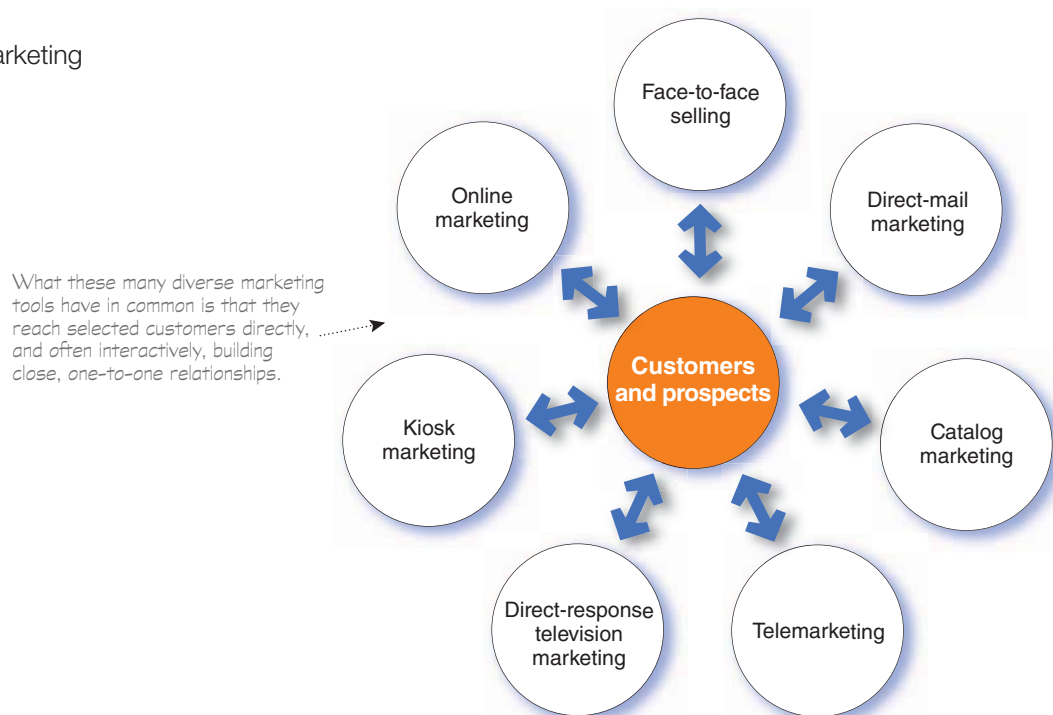 arketing
Face-to-face
selling
Online
marketing
Direct-mail
marketing
What these many diverse marketing
tools have in common is that they
reach selected customers directly,
and often interactively, building
close, one-to-one relationships.
Customers
and prospects
Kiosk
marketing
Catalog
marketing
Direct-response
television
marketing
Telemarketing